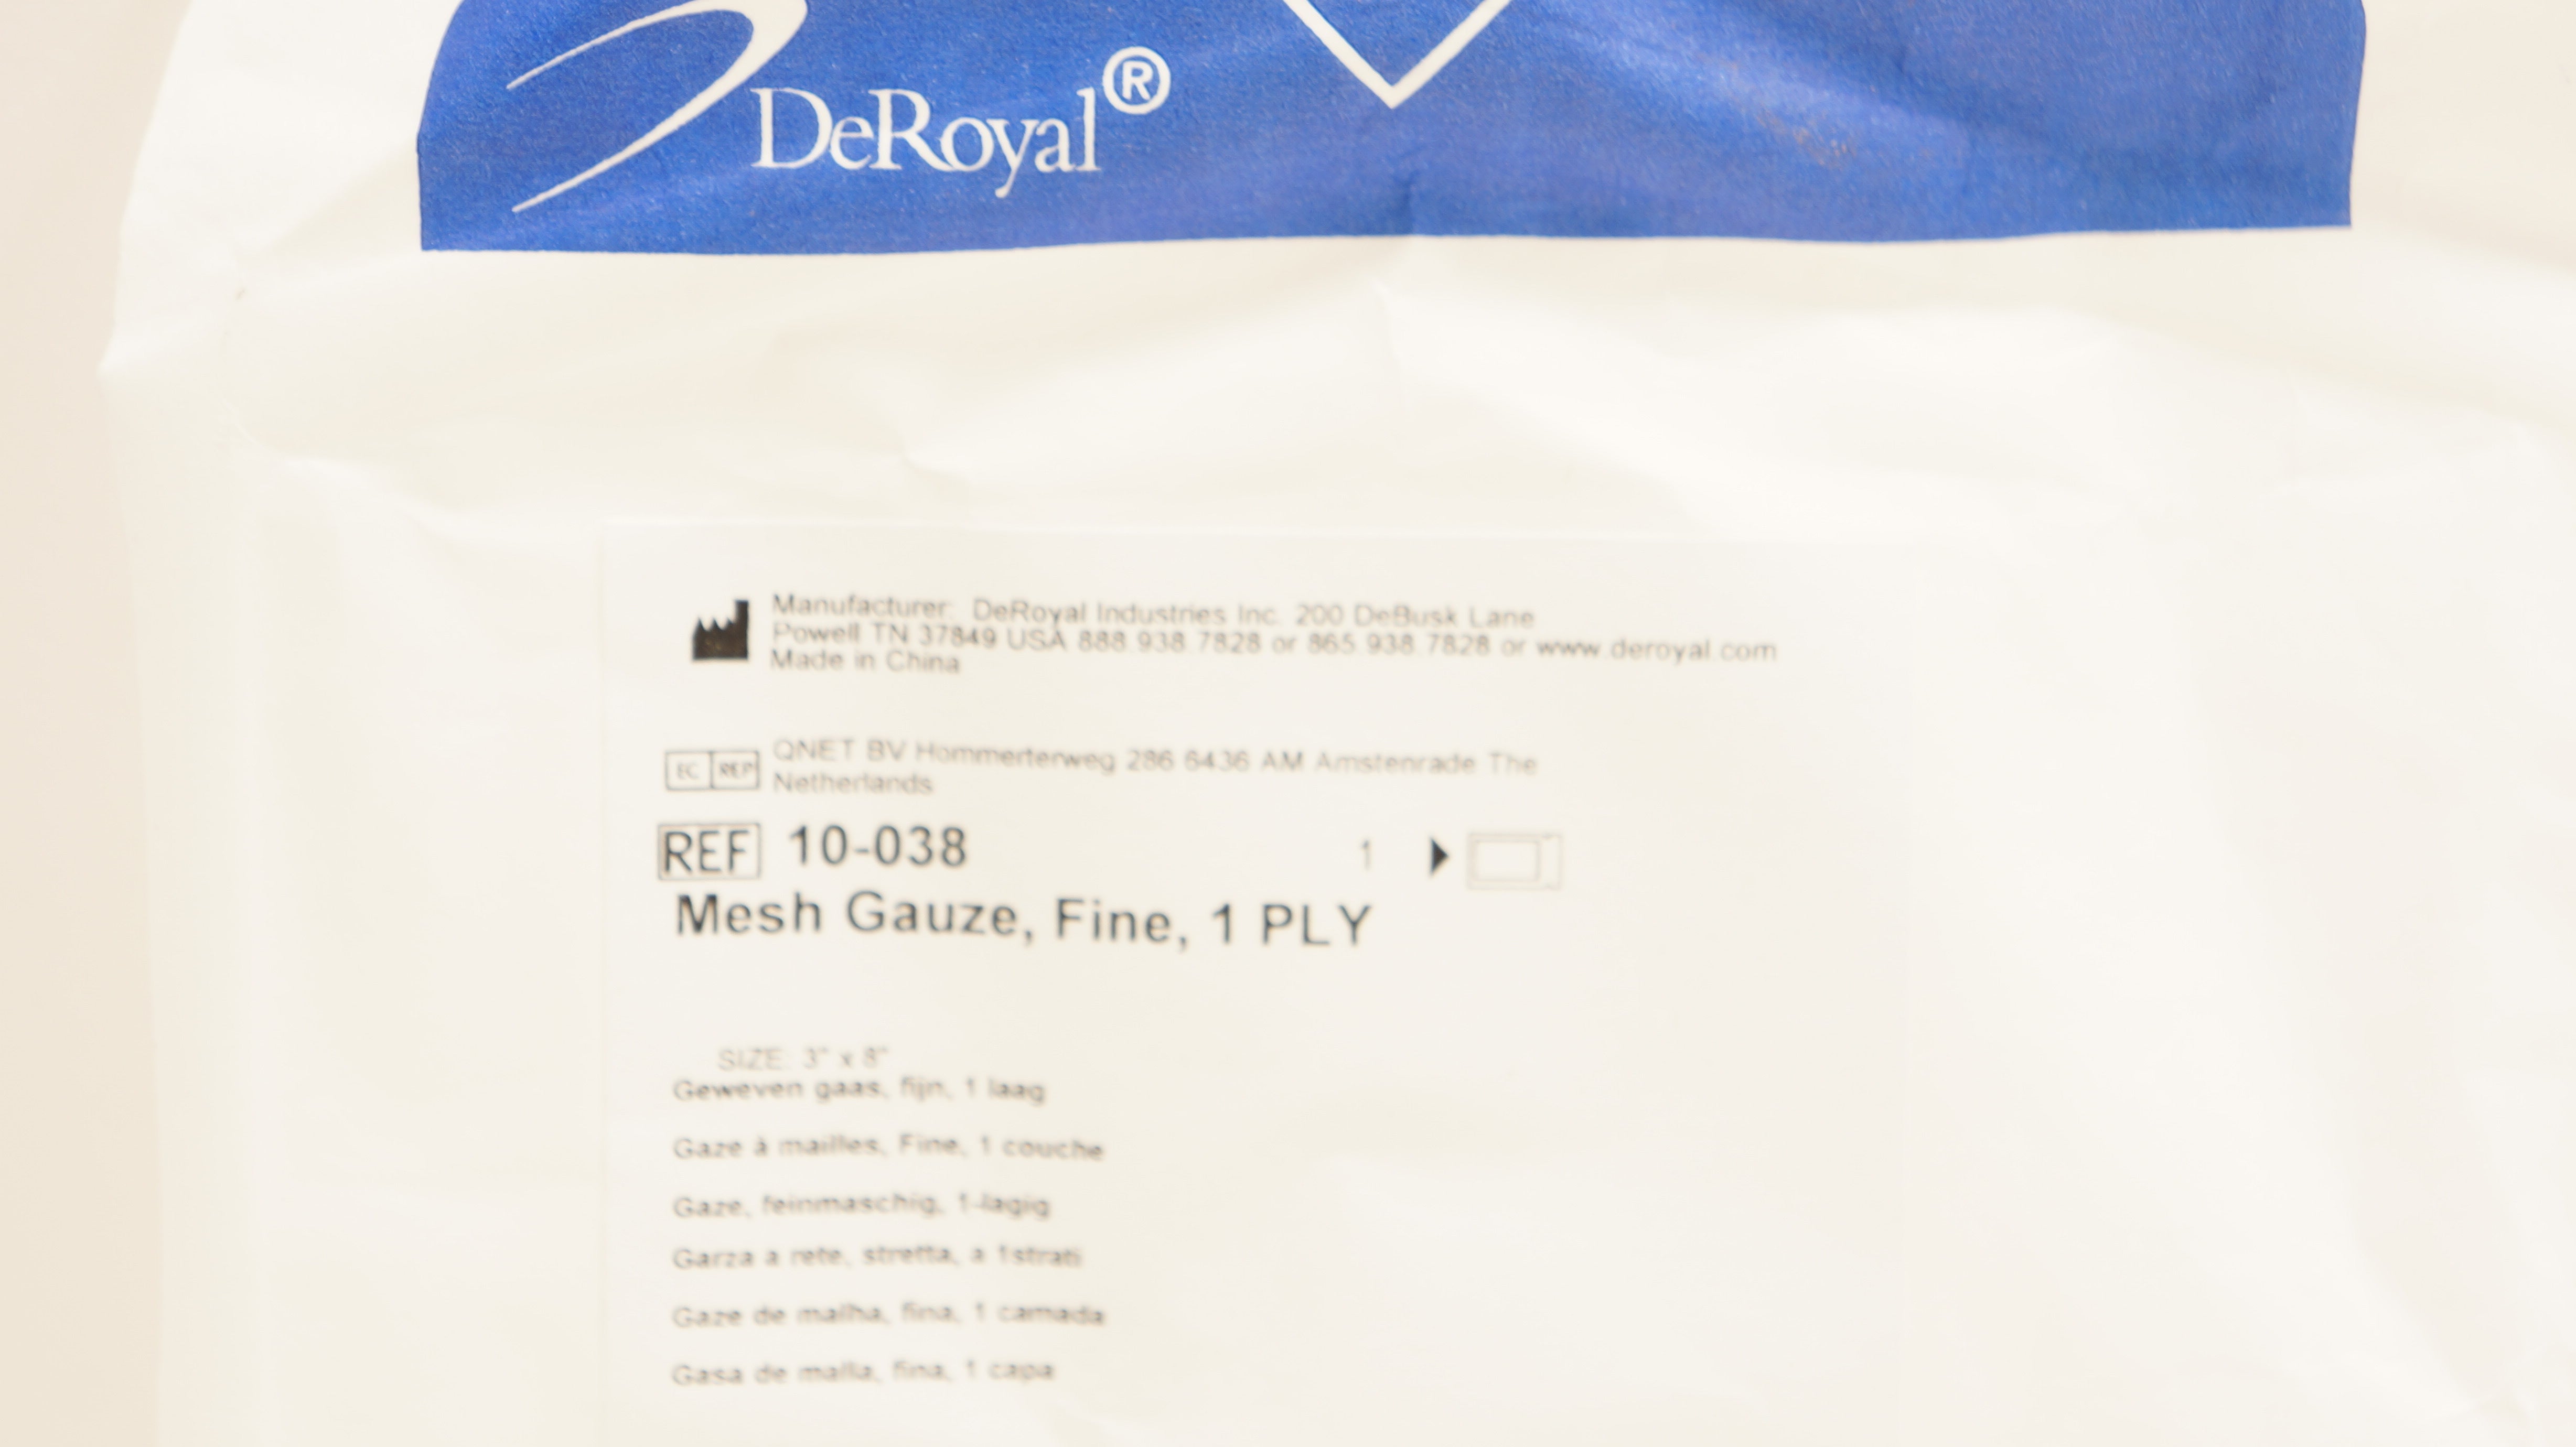 DeRoyal®
Manufacturer: DeRoyal Industries Inc. 200 DeBusk Lane
Powell TN 37849 USA 888.938.7828 or 865.938.7828 or www.deroyal.com
Made in China
EC REP
QNET BV Hommerterweg 286 6436 AM Amstenrade The
Netherlands
REF 10-038 1
Mesh Gauze, Fine, 1 PLY
SIZE: 3" x 8"
Geweven gaas, fijn, 1 laag
Gaze à mailles, Fine, 1 couche
Gaze, feinmaschig, 1-lagig
Garza a rete, stretta, a 1strati
Gaze de malha, fina, 1 camada
Gasa de malla, fina, 1 capa